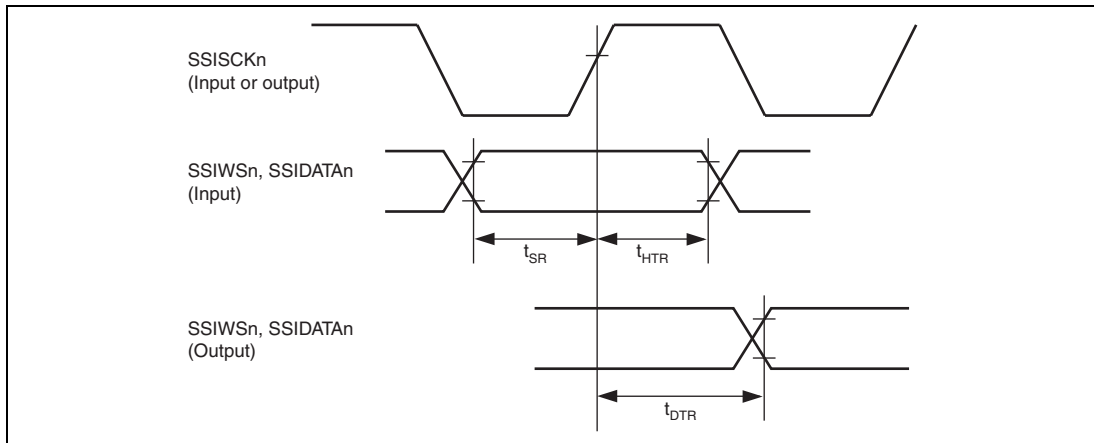 SSISCKn
(Input or output)
SSIWSn, SSIDATAn
(Input)
tSR
tHTR
SSIWSn, SSIDATAn
(Output)
tDTR